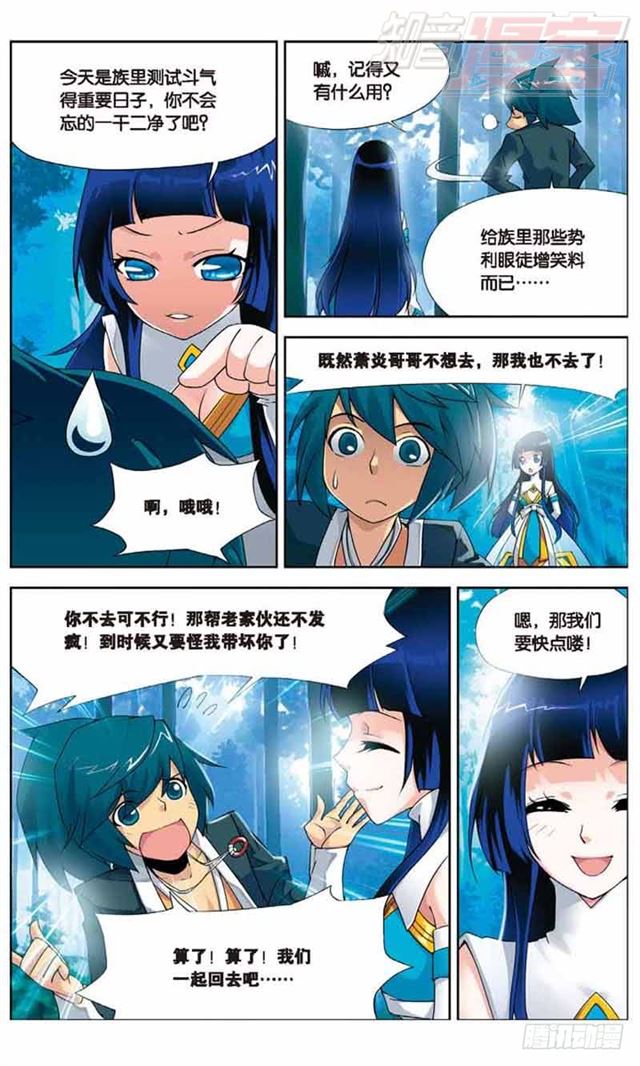 知音漫客
今天是族里测试斗气
得重要日子，你不会
忘的一干二净了吧？
嘁，记得又
有什么用？
给族里那些势
利眼徒增笑料
而已……
啊，哦哦！
既然萧炎哥哥不想去，那我也不去了！
你不去可不行！那帮老家伙还不发
疯！到时候又要怪我带坏你了！
算了！算了！我们
一起回去吧……
嗯，那我们
要快点喽！
腾讯动漫